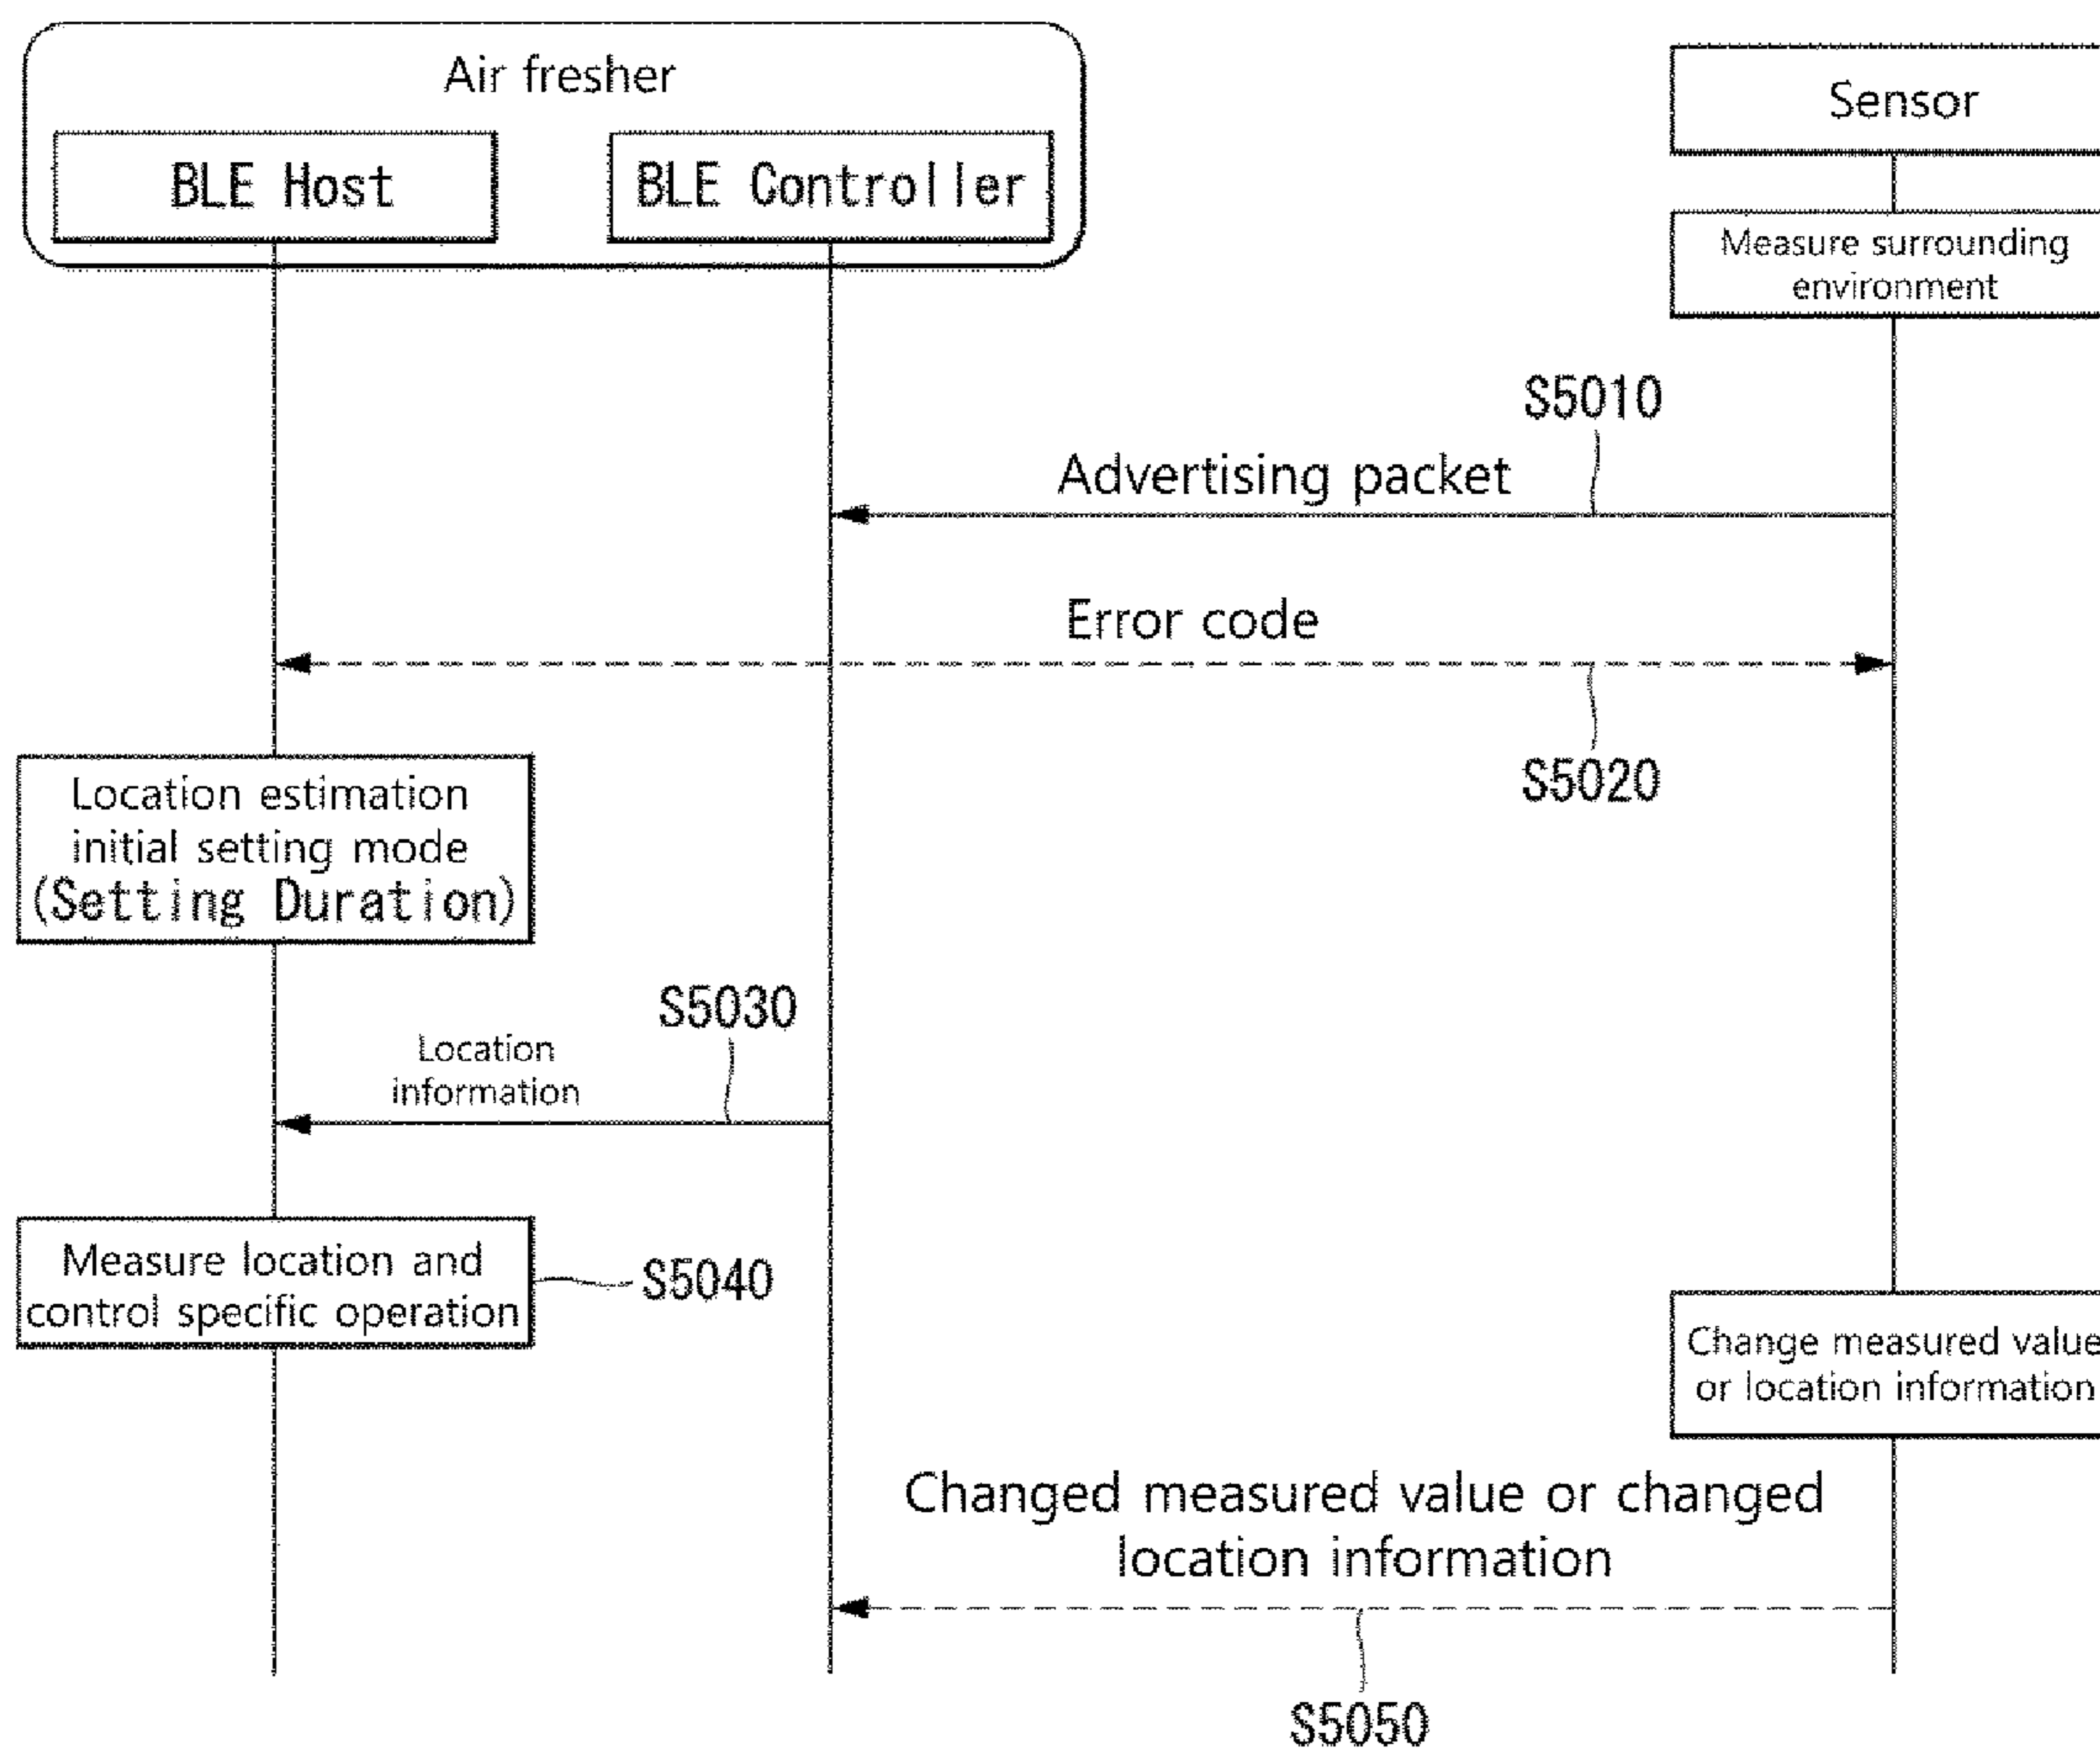 Air fresher
BLE Host
BLE Controller
Sensor
Measure surrounding
environment
S5010
Advertising packet
Error code
S5020
Location estimation
initial setting mode
(Setting Duration)
S5030
Location
information
Measure location and
control specific operation
S5040
Change measured value
or location information
Changed measured value or changed
location information
S5050